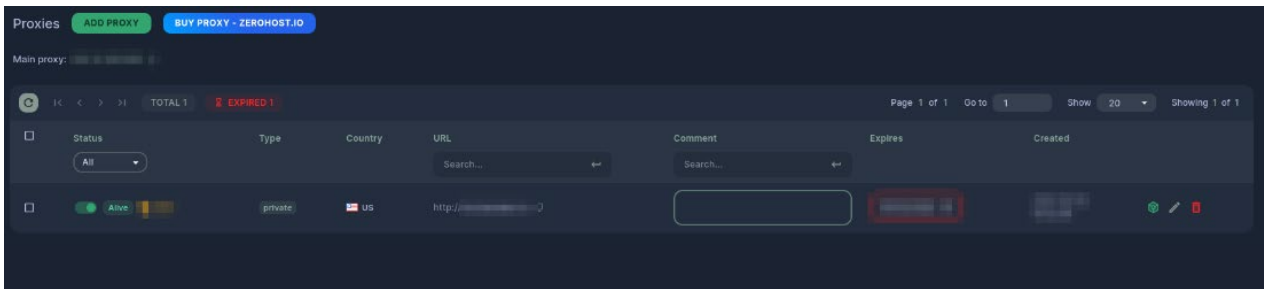 Proxies ADD PROXY BUY PROXY - ZEROHOST.IO
Main proxy:
TOTAL 1 EXPIRED 1 Page 1 of 1 Go to 1 Show 20 Showing 1 of 1
Status Type Country URL Comment Expires Created
All Search... Search...
Alive private US http://